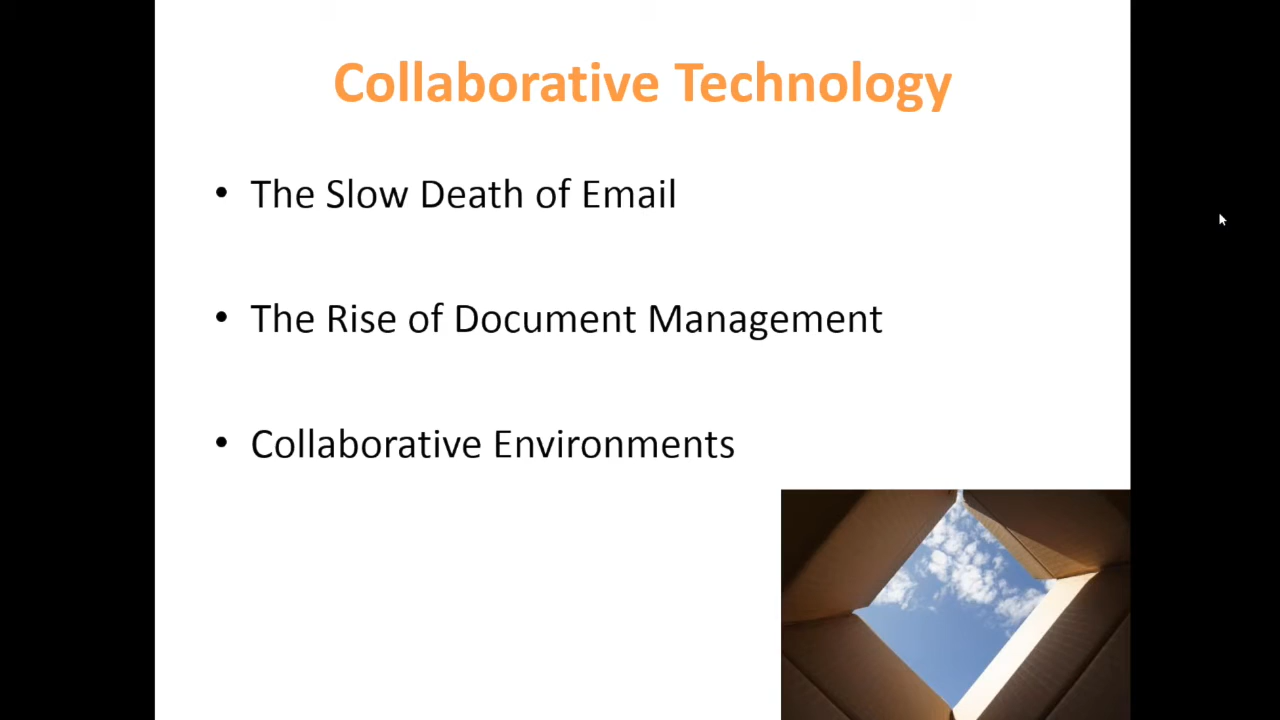 Collaborative Technology
• The Slow Death of Email
• The Rise of Document Management
• Collaborative Environments